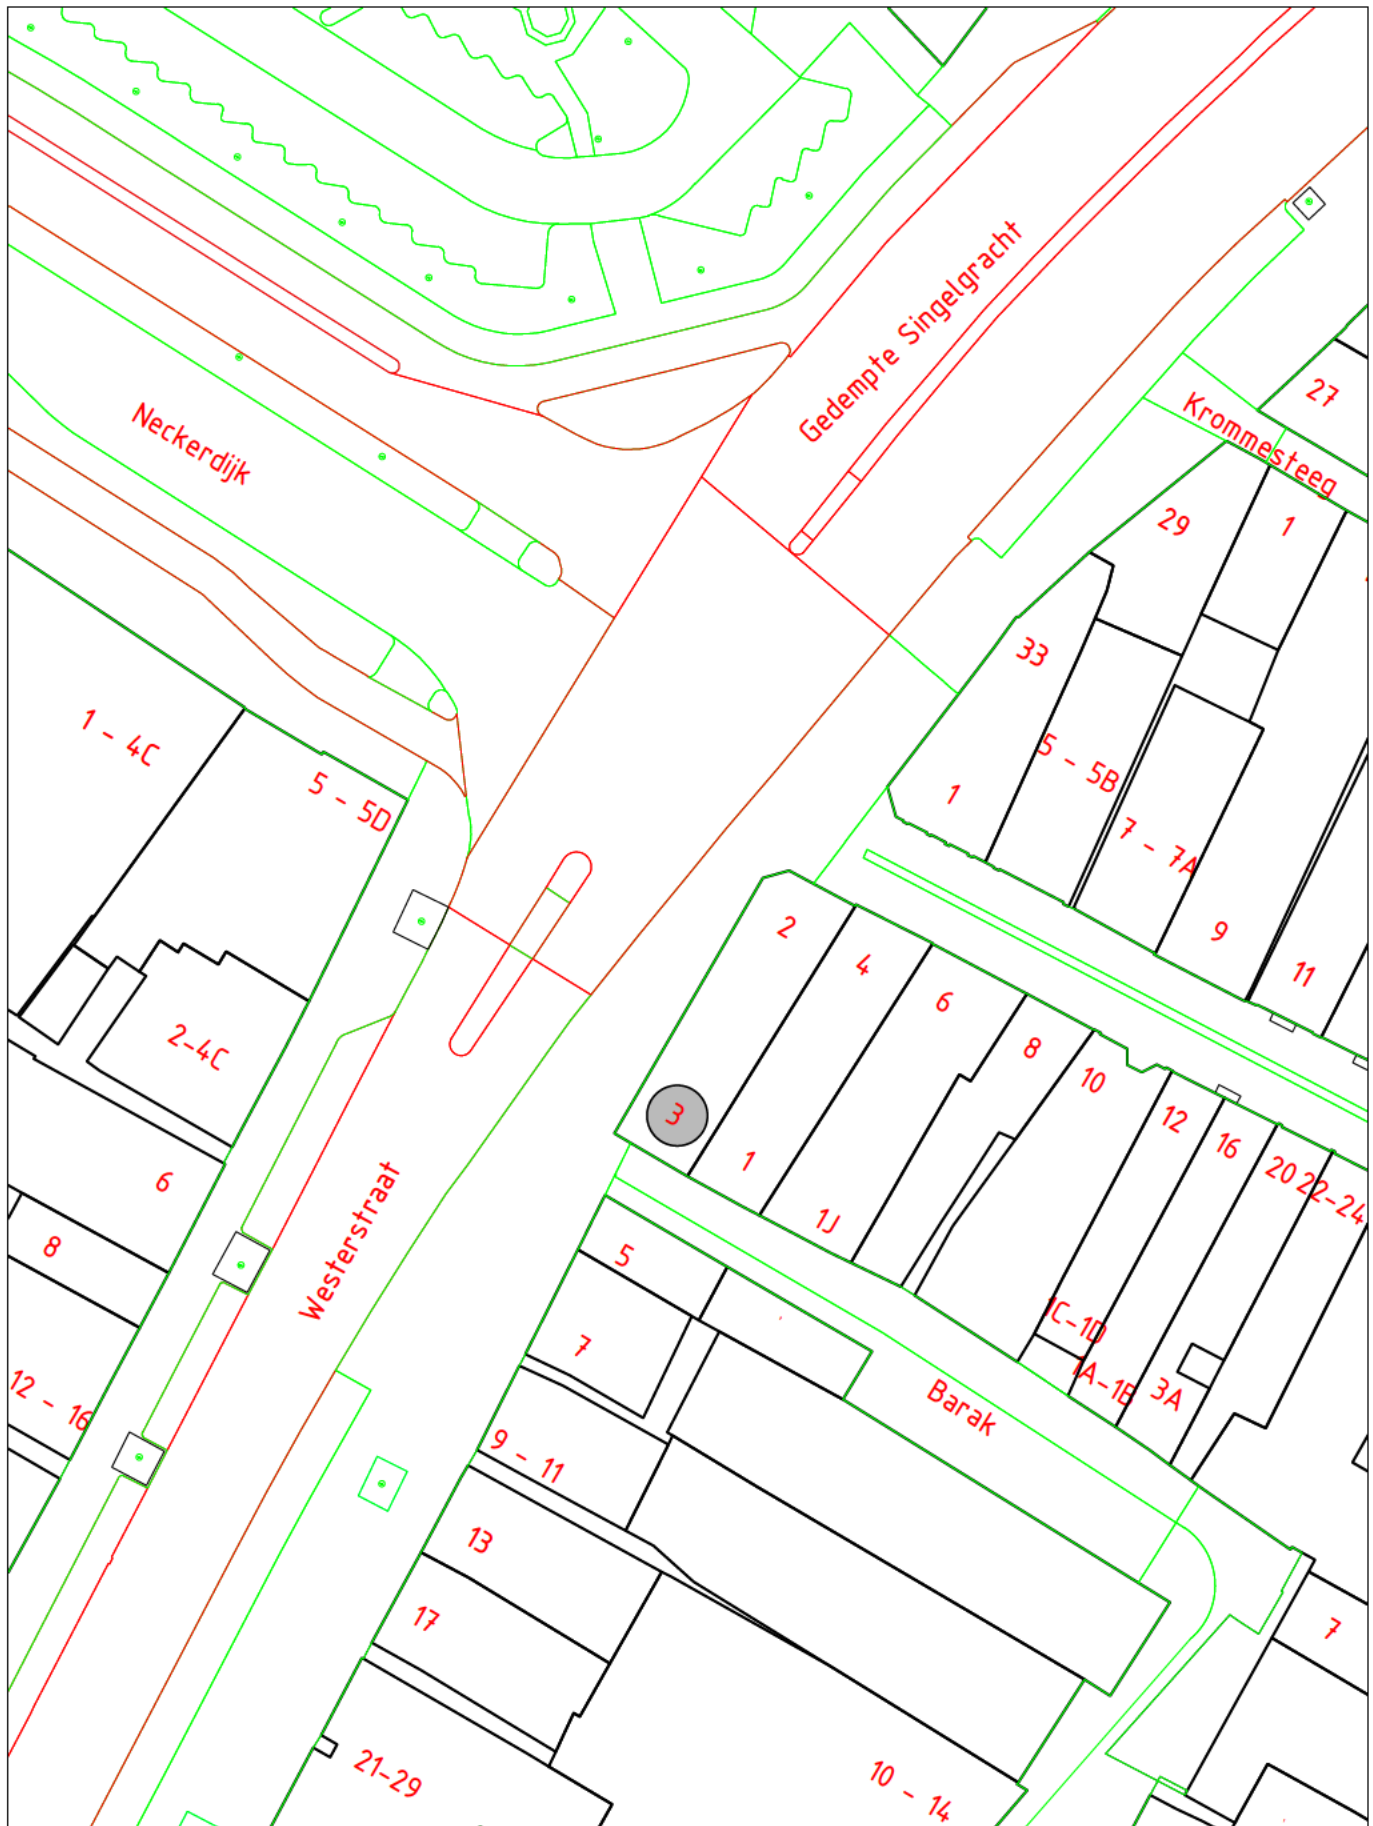 Gedempte Singelgracht
27
Krommesteeg
Neckerdijk
29
1
33
1 - 4C
5 - 5D
5 - 5B
1
7 - 7A
2
9
4
11
6
2-4C
8
10
3
12
16
1
20
22-24
6
1J
Westerstraat
8
5
1C-1D
7
1A-1B
3A
12 - 16
Barak
9 - 11
13
17
7
21-29
10 - 14